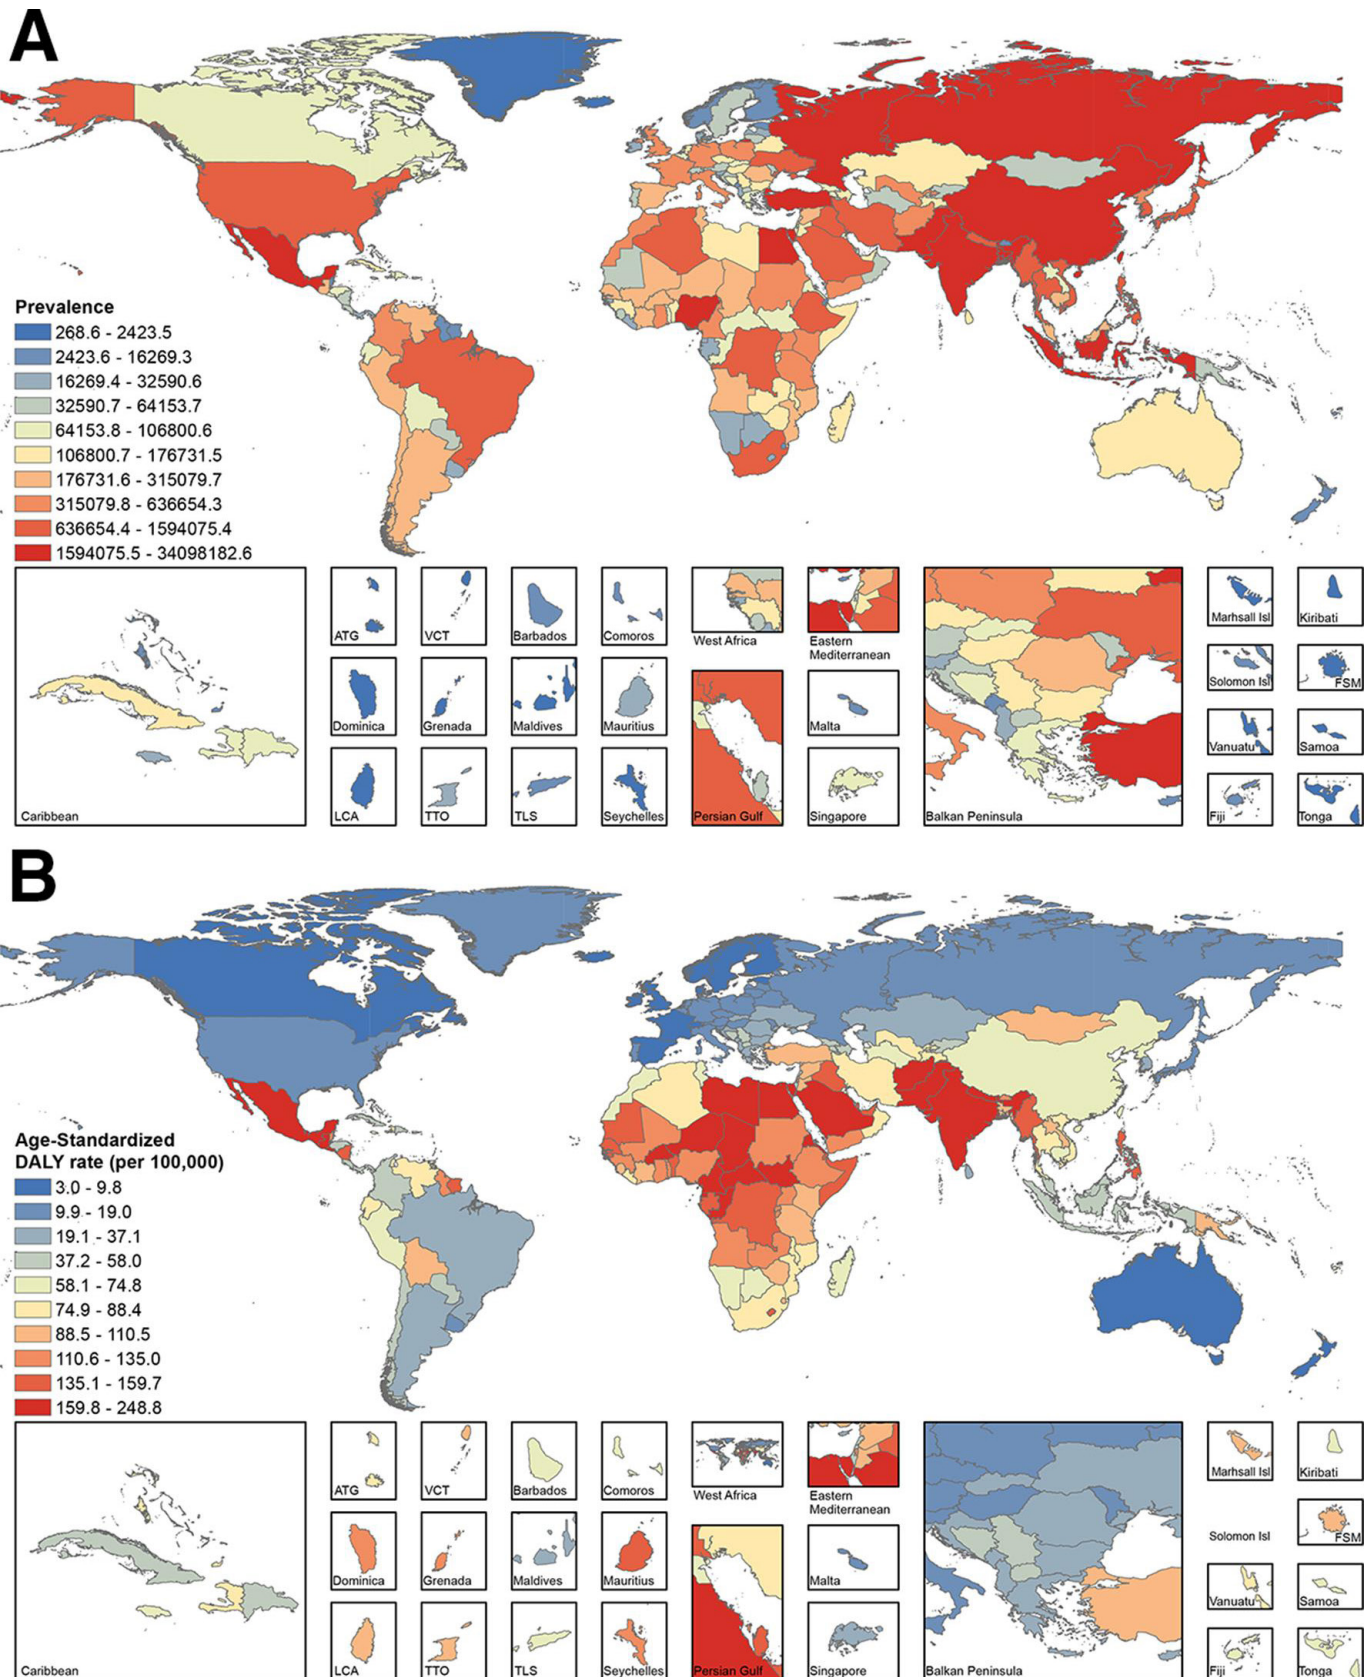 A
Prevalence
268.6 - 2423.5
2423.6 - 16269.3
16269.4 - 32590.6
32590.7 - 64153.7
64153.8 - 106800.6
106800.7 - 176731.5
176731.6 - 315079.7
315079.8 - 636654.3
636654.4 - 1594075.4
1594075.5 - 34098182.6
ATG
VCT
Barbados
Comoros
West Africa
Eastern
Mediterranean
Marhsall Isl
Kiribati
Dominica
Grenada
Maldives
Mauritius
Malta
Solomon Isl
FSM
Vanuatu
Samoa
Caribbean
LCA
TTO
TLS
Seychelles
Persian Gulf
Singapore
Balkan Peninsula
Fiji
Tonga
B
Age-Standardized
DALY rate (per 100,000)
3.0 - 9.8
9.9 - 19.0
19.1 - 37.1
37.2 - 58.0
58.1 - 74.8
74.9 - 88.4
88.5 - 110.5
110.6 - 135.0
135.1 - 159.7
159.8 - 248.8
ATG
VCT
Barbados
Comoros
West Africa
Eastern
Mediterranean
Marhsall Isl
Kiribati
Dominica
Grenada
Maldives
Mauritius
Malta
Solomon Isl
FSM
Vanuatu
Samoa
Caribbean
LCA
TTO
TLS
Seychelles
Persian Gulf
Singapore
Balkan Peninsula
Fiji
Tonga